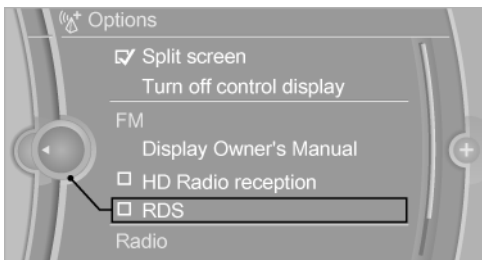 Options
Split screen
Turn off control display
FM
Display Owner's Manual
HD Radio reception
RDS
Radio